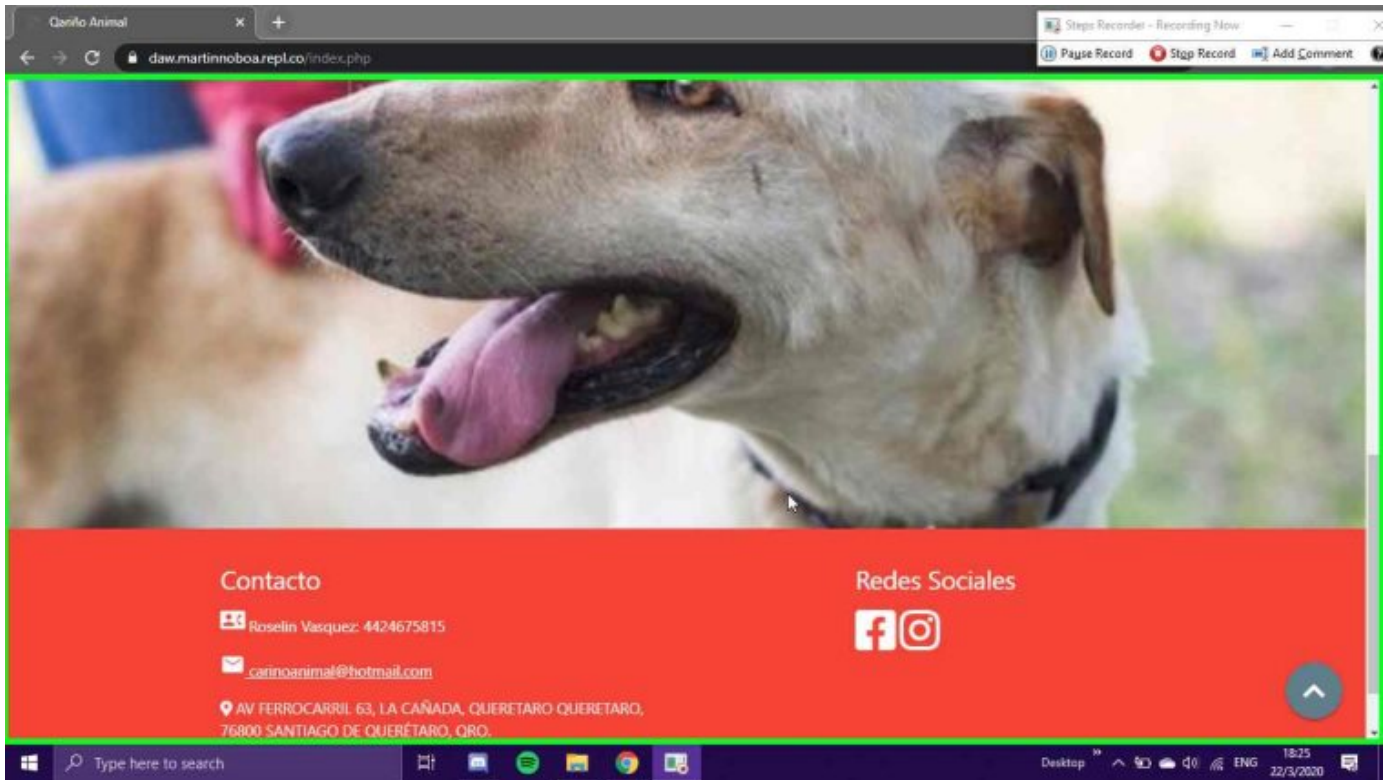 Qariño Animal
Steps Recorder - Recording Now
daw.martinnoboa.repl.co/index.php
Pause Record Stop Record Add Comment
Contacto
Roselin Vasquez: 4424675815
carinoanimal@hotmail.com
AV FERROCARRIL 63, LA CAÑADA, QUERETARO QUERETARO,
76800 SANTIAGO DE QUERÉTARO, QRO.
Redes Sociales
Type here to search
Desktop
ENG
18:25
22/3/2020